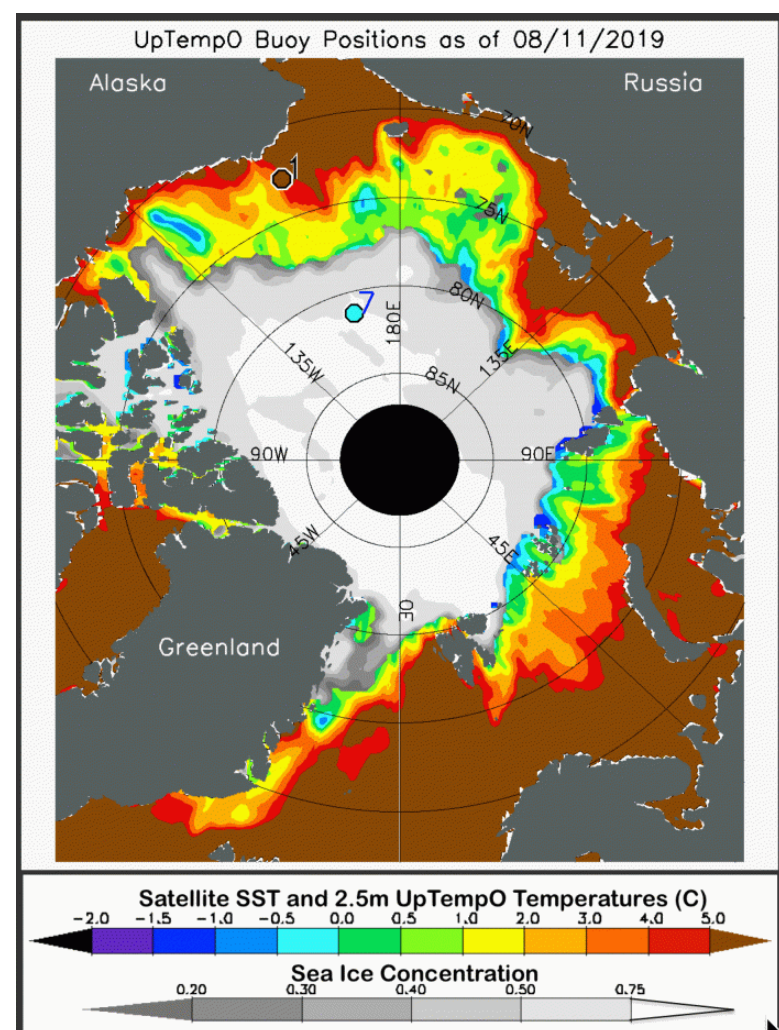 UpTempO Buoy Positions as of 08/11/2019
Alaska
Russia
70N
1
75N
80N
180E
135W
135E
85N
90W
90E
45W
45E
0E
Greenland
Satellite SST and 2.5m UpTempO Temperatures (C)
-2.0 -1.5 -1.0 -0.5 0.0 0.5 1.0 2.0 3.0 4.0 5.0
Sea Ice Concentration
0.20 0.30 0.40 0.50 0.75